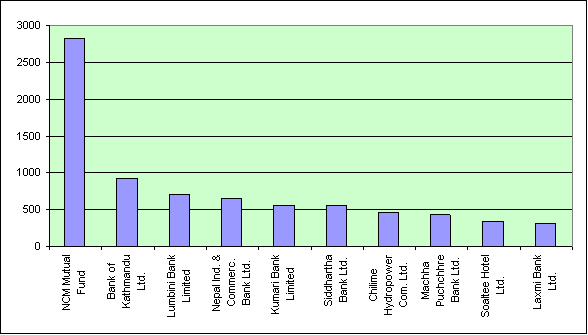 3000
2500
2000
1500
1000
500
0
NCM Mutual
Fund
Bank of
Kathmandu
Ltd.
Lumbini Bank
Limited
Nepal Ind. &
Commerc.
Bank Ltd.
Kumari Bank
Limited
Siddhartha
Bank Ltd.
Chilime
Hydropower
Com. Ltd.
Machha
Puchchhre
Bank Ltd.
Soaltee Hotel
Ltd.
Laxmi Bank
Ltd.